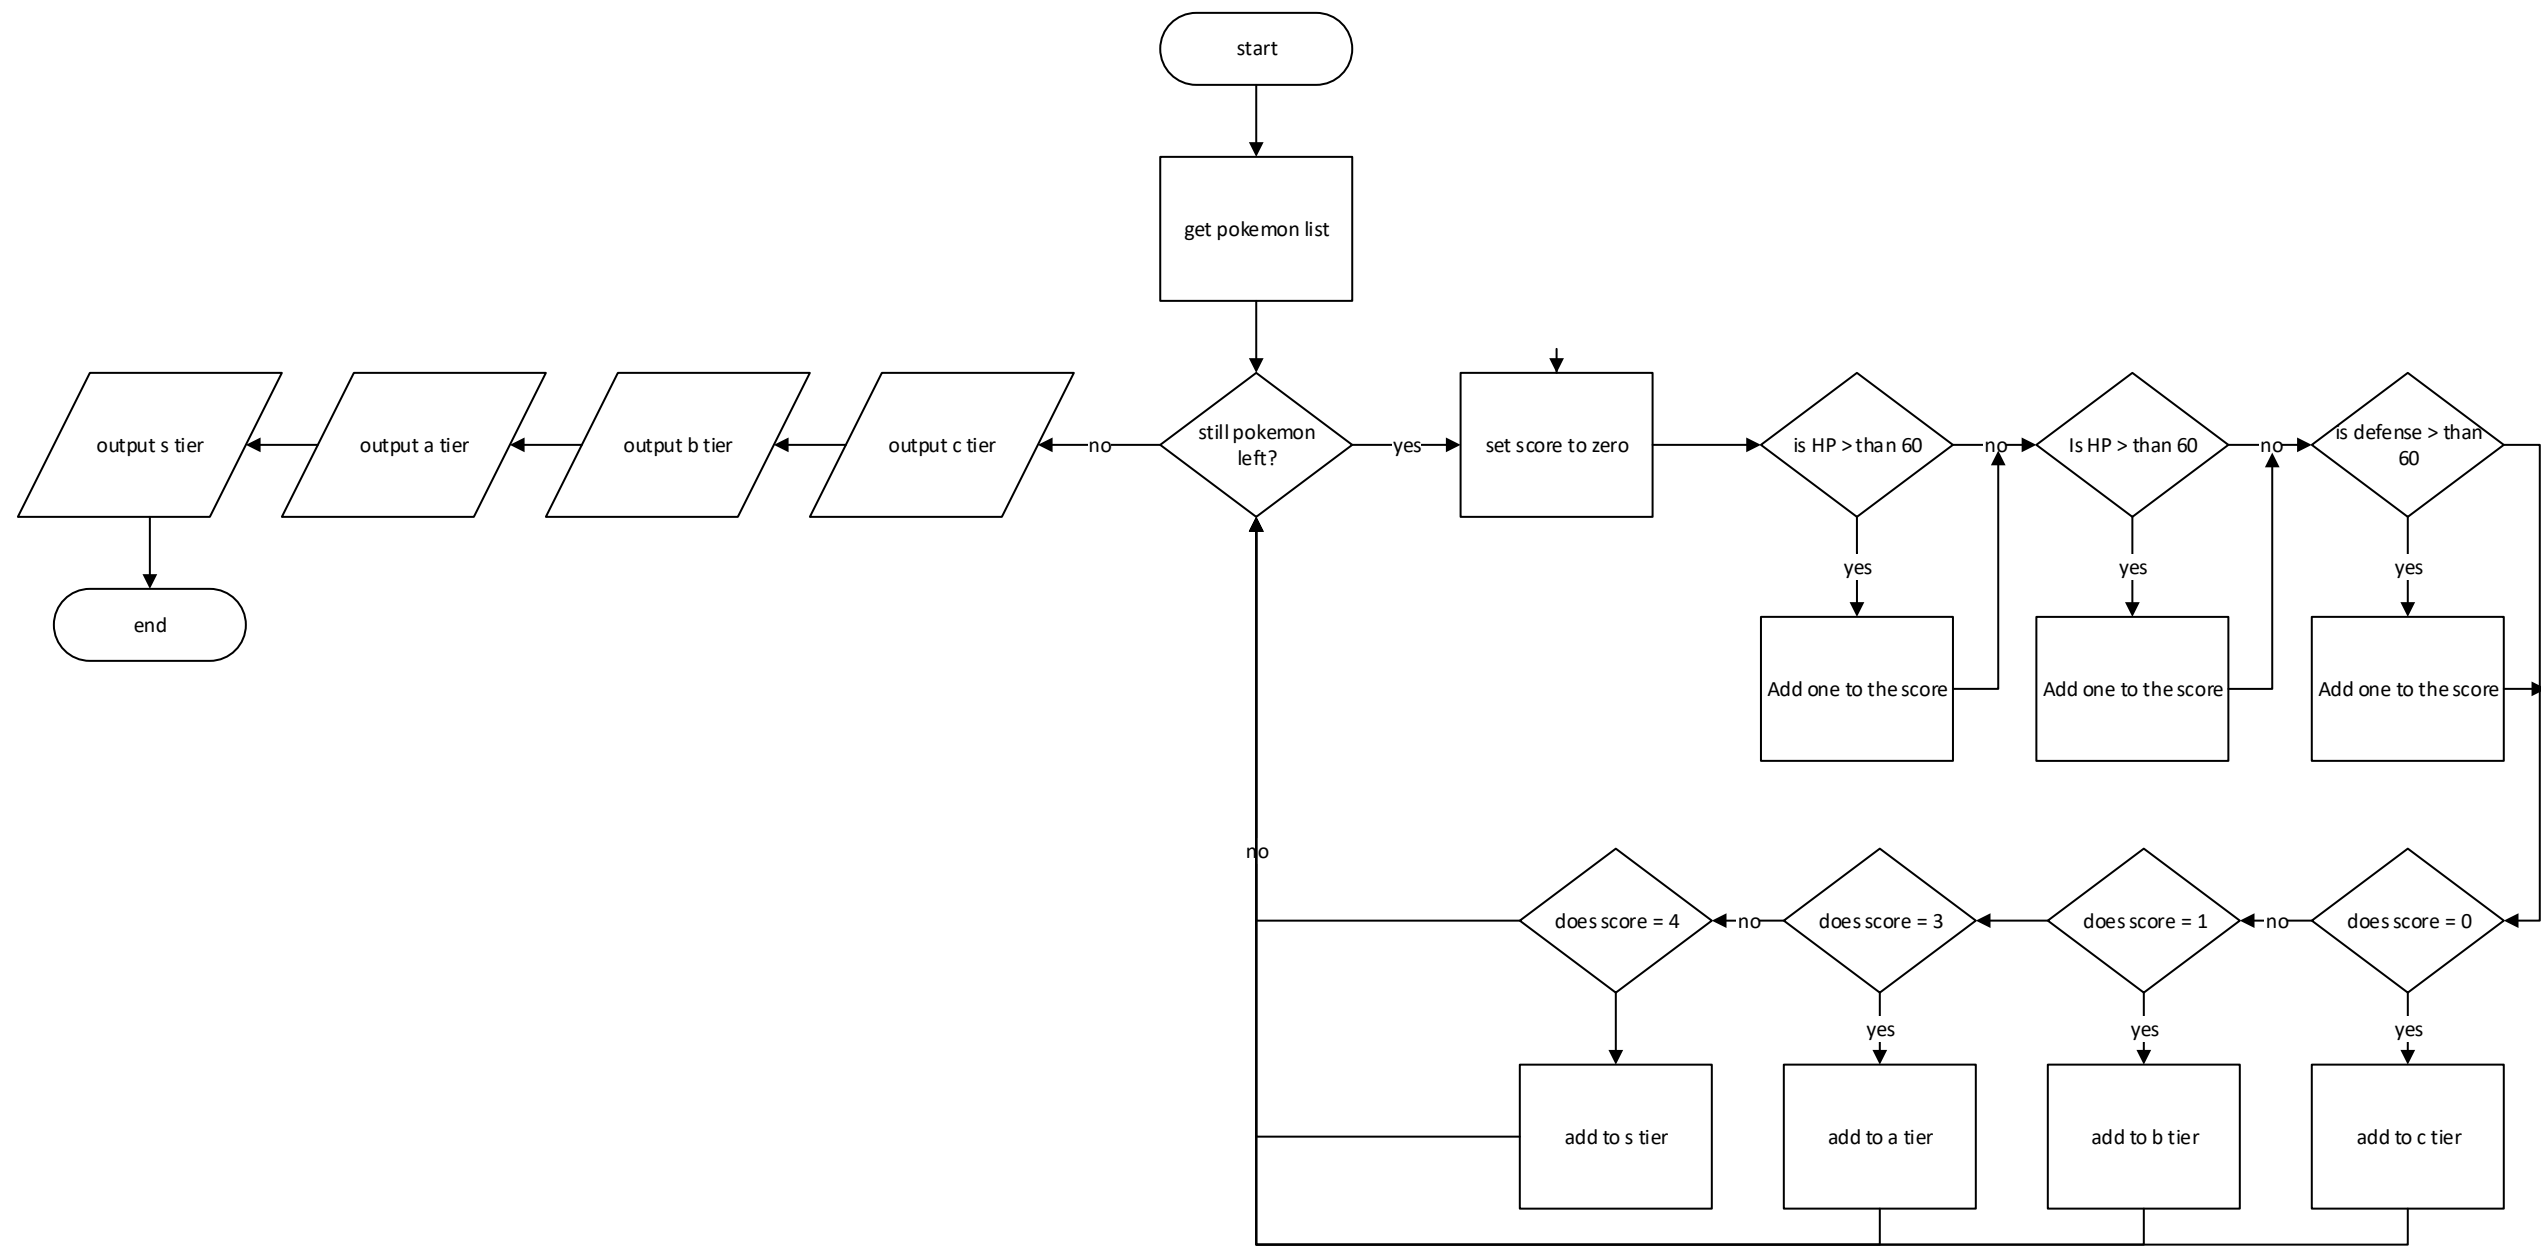 start
get pokemon list
output s tier
output a tier
output b tier
output c tier
no
still pokemon
left?
yes
set score to zero
is HP > than 60
no
Is HP > than 60
no
is defense > than
60
yes
yes
yes
end
Add one to the score
Add one to the score
Add one to the score
no
does score = 4
no
does score = 3
does score = 1
no
does score = 0
yes
yes
yes
add to s tier
add to a tier
add to b tier
add to c tier